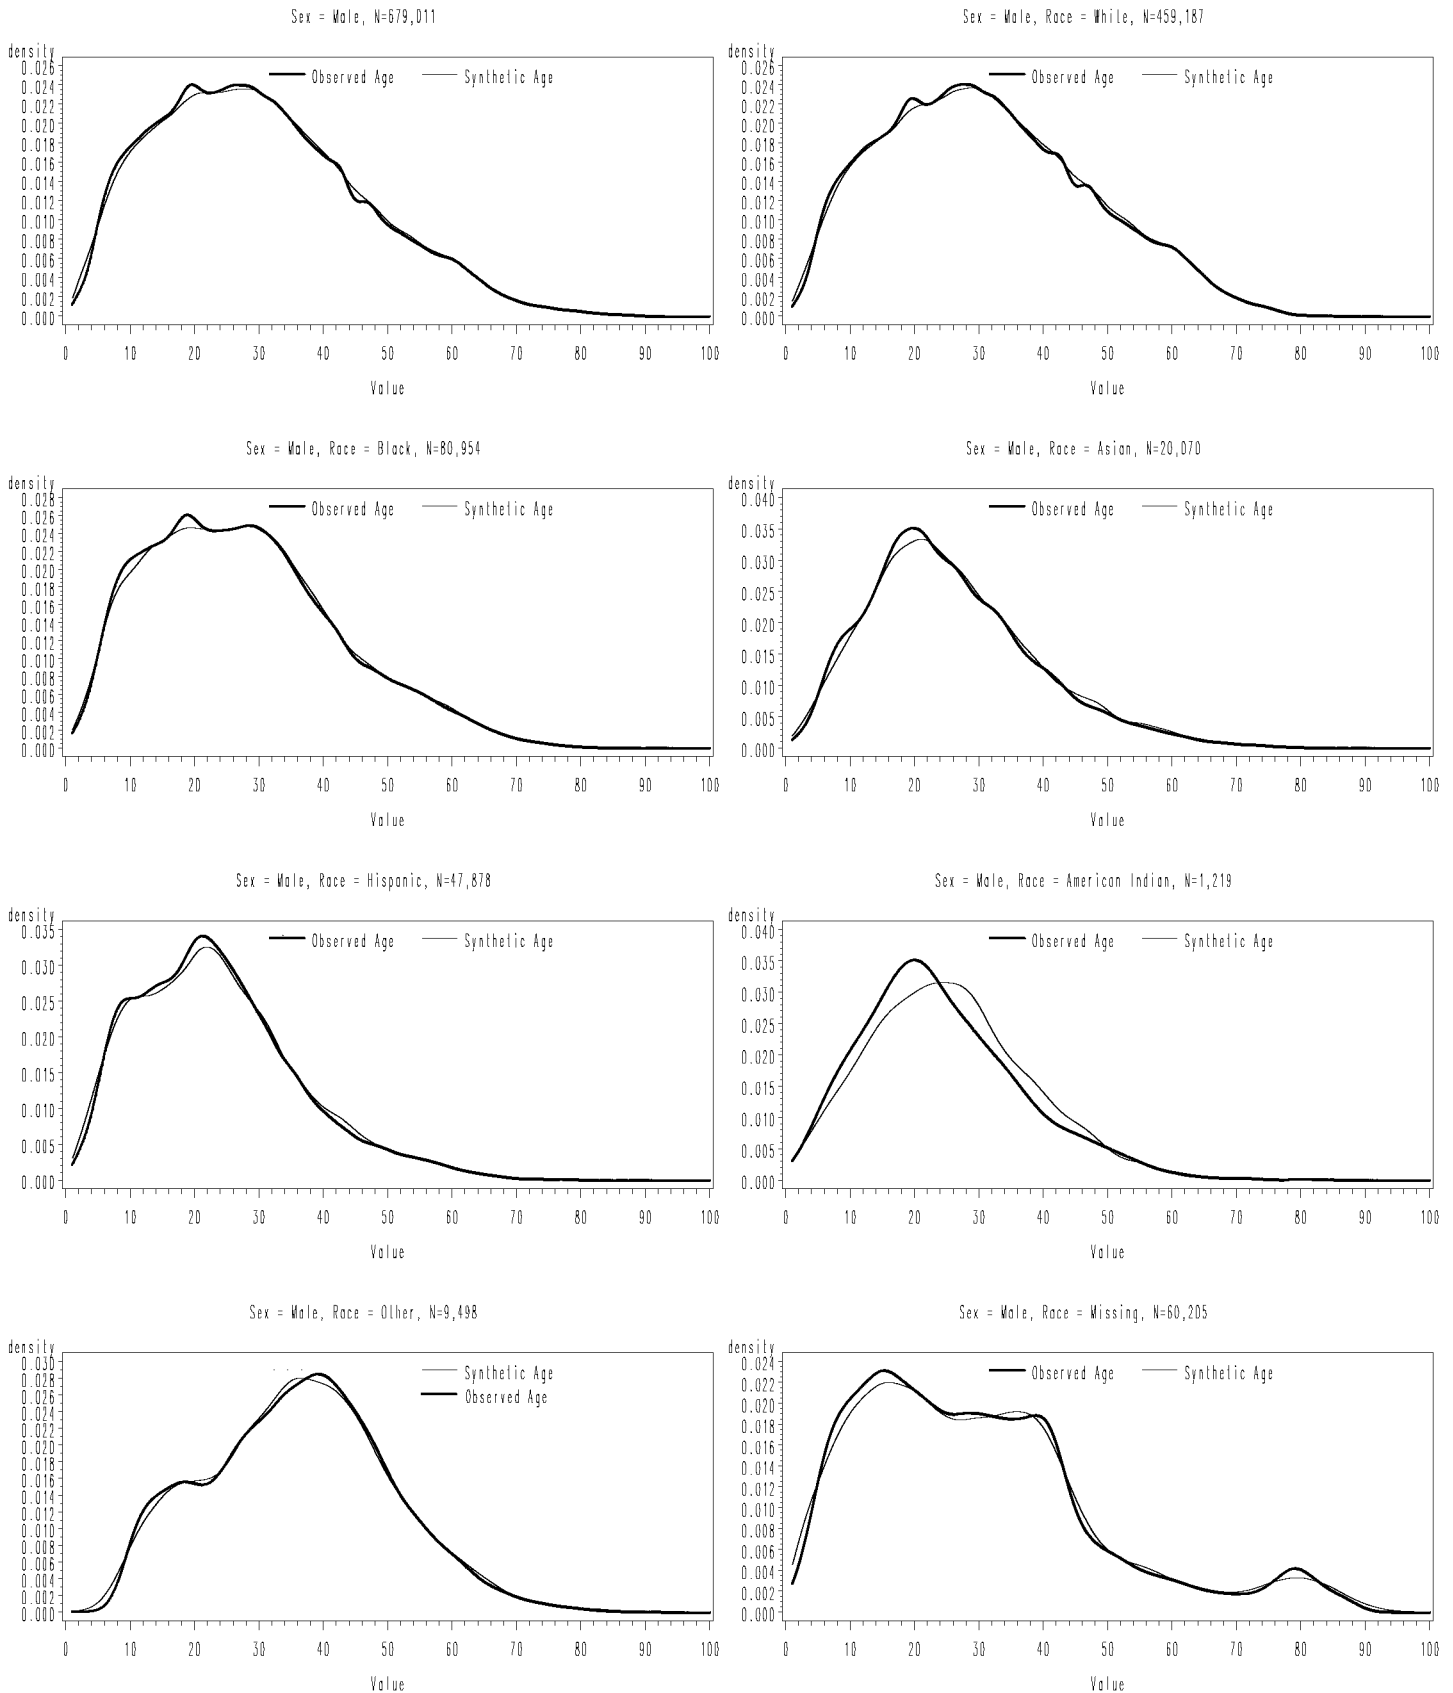 Sex = Male, N=679,011
density
0.026
0.024
0.022
0.020
0.018
0.016
0.014
0.012
0.010
0.008
0.006
0.004
0.002
0.000
Observed Age Synthetic Age
0 10 20 30 40 50 60 70 80 90 100
Value
Sex = Male, Race = White, N=459,187
density
0.026
0.024
0.022
0.020
0.018
0.016
0.014
0.012
0.010
0.008
0.006
0.004
0.002
0.000
Observed Age Synthetic Age
0 10 20 30 40 50 60 70 80 90 100
Value
Sex = Male, Race = Black, N=80,954
density
0.028
0.026
0.024
0.022
0.020
0.018
0.016
0.014
0.012
0.010
0.008
0.006
0.004
0.002
0.000
Observed Age Synthetic Age
0 10 20 30 40 50 60 70 80 90 100
Value
Sex = Male, Race = Asian, N=20,070
density
0.040
0.035
0.030
0.025
0.020
0.015
0.010
0.005
0.000
Observed Age Synthetic Age
0 10 20 30 40 50 60 70 80 90 100
Value
Sex = Male, Race = Hispanic, N=47,878
density
0.035
0.030
0.025
0.020
0.015
0.010
0.005
0.000
Observed Age Synthetic Age
0 10 20 30 40 50 60 70 80 90 100
Value
Sex = Male, Race = American Indian, N=1,219
density
0.040
0.035
0.030
0.025
0.020
0.015
0.010
0.005
0.000
Observed Age Synthetic Age
0 10 20 30 40 50 60 70 80 90 100
Value
Sex = Male, Race = Other, N=9,498
density
0.030
0.028
0.026
0.024
0.022
0.020
0.018
0.016
0.014
0.012
0.010
0.008
0.006
0.004
0.002
0.000
Synthetic Age
Observed Age
0 10 20 30 40 50 60 70 80 90 100
Value
Sex = Male, Race = Missing, N=60,205
density
0.024
0.022
0.020
0.018
0.016
0.014
0.012
0.010
0.008
0.006
0.004
0.002
0.000
Observed Age Synthetic Age
0 10 20 30 40 50 60 70 80 90 100
Value